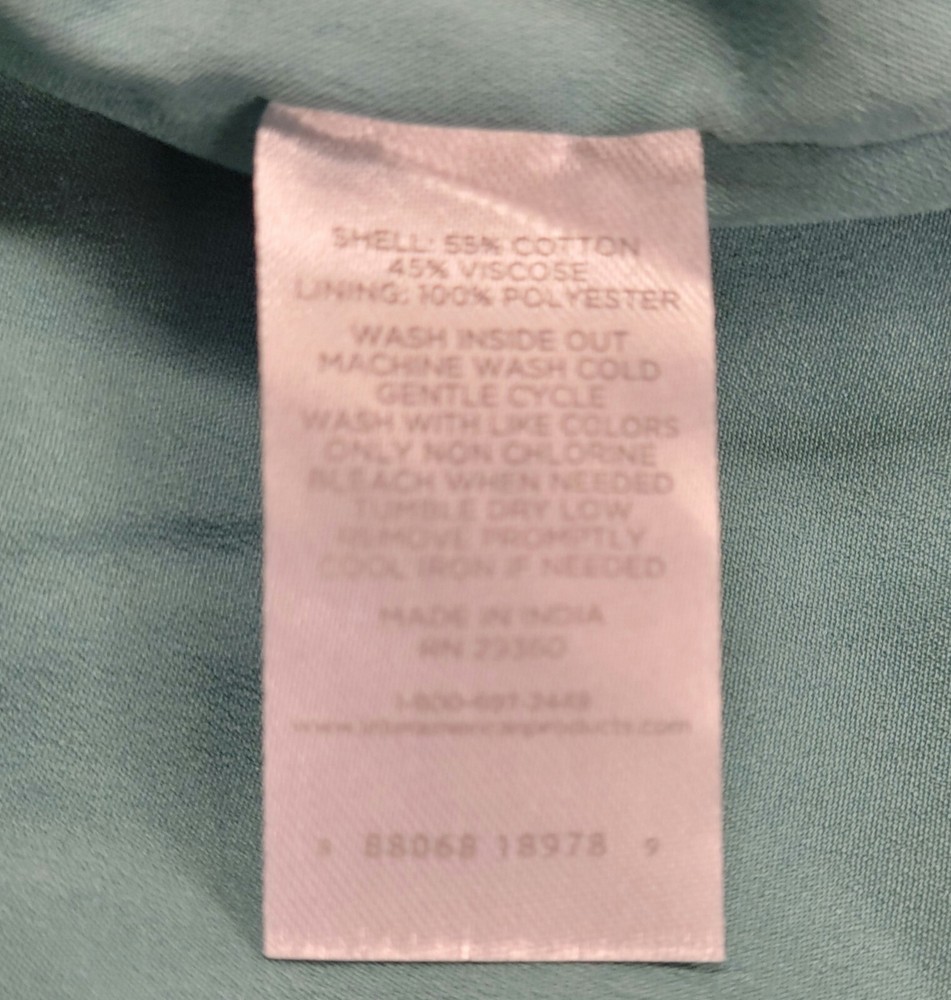 SHELL: 55% COTTON
45% VISCOSE
LINING: 100% POLYESTER
WASH INSIDE OUT
MACHINE WASH COLD
GENTLE CYCLE
WASH WITH LIKE COLORS
ONLY NON CHLORINE
BLEACH WHEN NEEDED
TUMBLE DRY LOW
REMOVE PROMPTLY
COOL IRON IF NEEDED
MADE IN INDIA
RN 29360
88068 18978 9